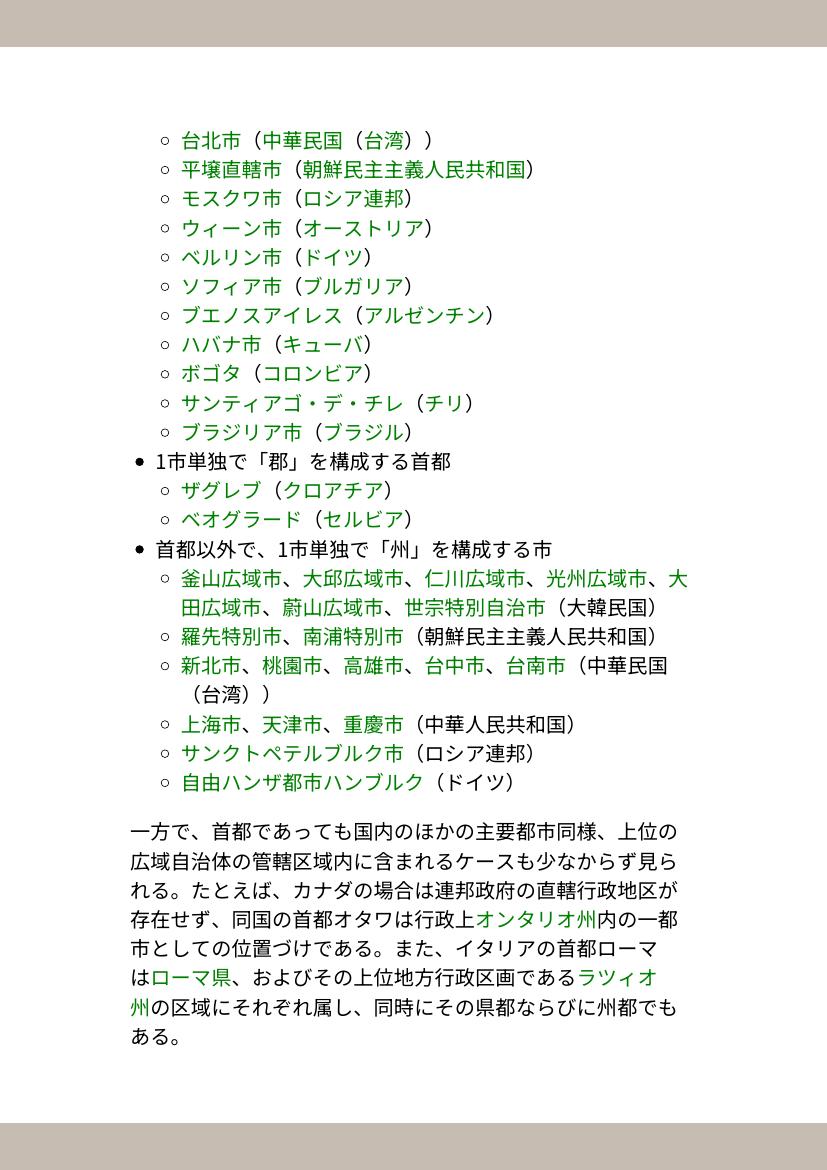 台北市（中華民国（台湾））
平壌直轄市（朝鮮民主主義人民共和国）
モスクワ市（ロシア連邦）
ウィーン市（オーストリア）
ベルリン市（ドイツ）
ソフィア市（ブルガリア）
ブエノスアイレス（アルゼンチン）
ハバナ市（キューバ）
ボゴタ（コロンビア）
サンティアゴ・デ・チレ（チリ）
ブラジリア市（ブラジル）
1市単独で「郡」を構成する首都
ザグレブ（クロアチア）
ベオグラード（セルビア）
首都以外で、1市単独で「州」を構成する市
釜山広域市、大邱広域市、仁川広域市、光州広域市、大
田広域市、蔚山広域市、世宗特別自治市（大韓民国）
羅先特別市、南浦特別市（朝鮮民主主義人民共和国）
新北市、桃園市、高雄市、台中市、台南市（中華民国
（台湾））
上海市、天津市、重慶市（中華人民共和国）
サンクトペテルブルク市（ロシア連邦）
自由ハンザ都市ハンブルク（ドイツ）
一方で、首都であっても国内のほかの主要都市同様、上位の
広域自治体の管轄区域内に含まれるケースも少なからず見ら
れる。たとえば、カナダの場合は連邦政府の直轄行政地区が
存在せず、同国の首都オタワは行政上オンタリオ州内の一都
市としての位置づけである。また、イタリアの首都ローマ
はローマ県、およびその上位地方行政区画であるラツィオ
州の区域にそれぞれ属し、同時にその県都ならびに州都でも
ある。